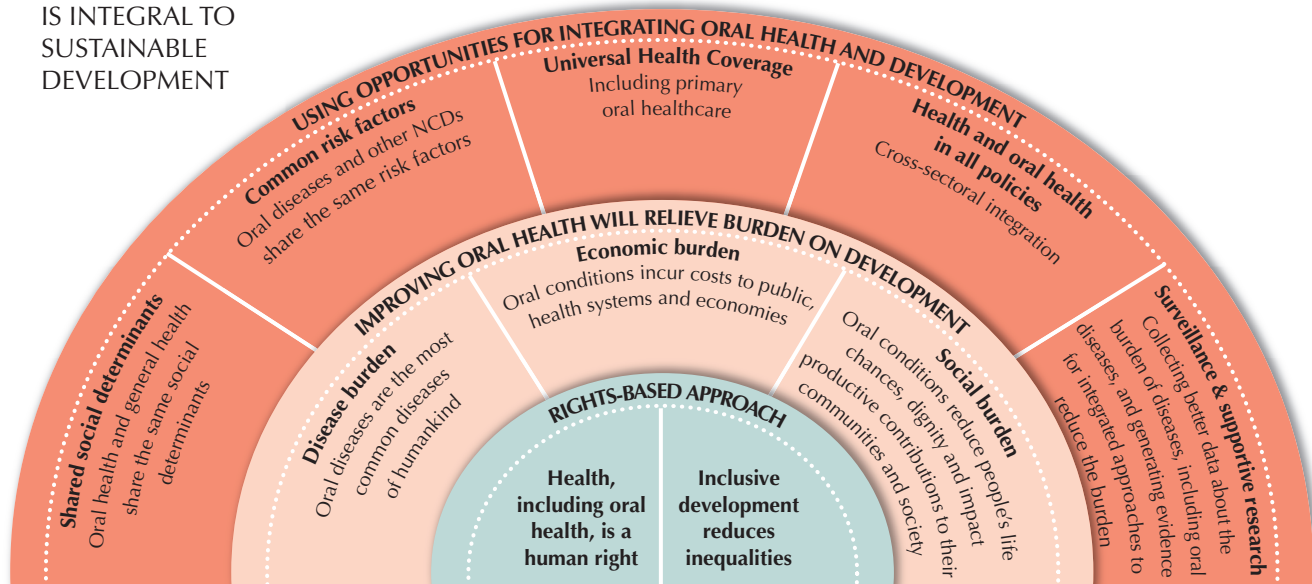 IS INTEGRAL TO
SUSTAINABLE
DEVELOPMENT
USING OPPORTUNITIES FOR INTEGRATING ORAL HEALTH AND DEVELOPMENT
Shared social determinants
Oral health and general health
share the same social
determinants
Common risk factors
Oral diseases and other NCDs
share the same risk factors
Universal Health Coverage
Including primary
oral healthcare
Health and oral health
in all policies
Cross-sectoral integration
Surveillance & supportive research
Collecting better data about the
burden of diseases, including oral
diseases, and generating evidence
for integrated approaches to
reduce the burden
IMPROVING ORAL HEALTH WILL RELIEVE BURDEN ON DEVELOPMENT
Disease burden
Oral diseases are the most
common diseases
of humankind
Economic burden
Oral conditions incur costs to public,
health systems and economies
Social burden
Oral conditions reduce people's life
chances, dignity and impact
productive contributions to their
communities and society
RIGHTS-BASED APPROACH
Health,
including oral
health, is a
human right
Inclusive
development
reduces
inequalities